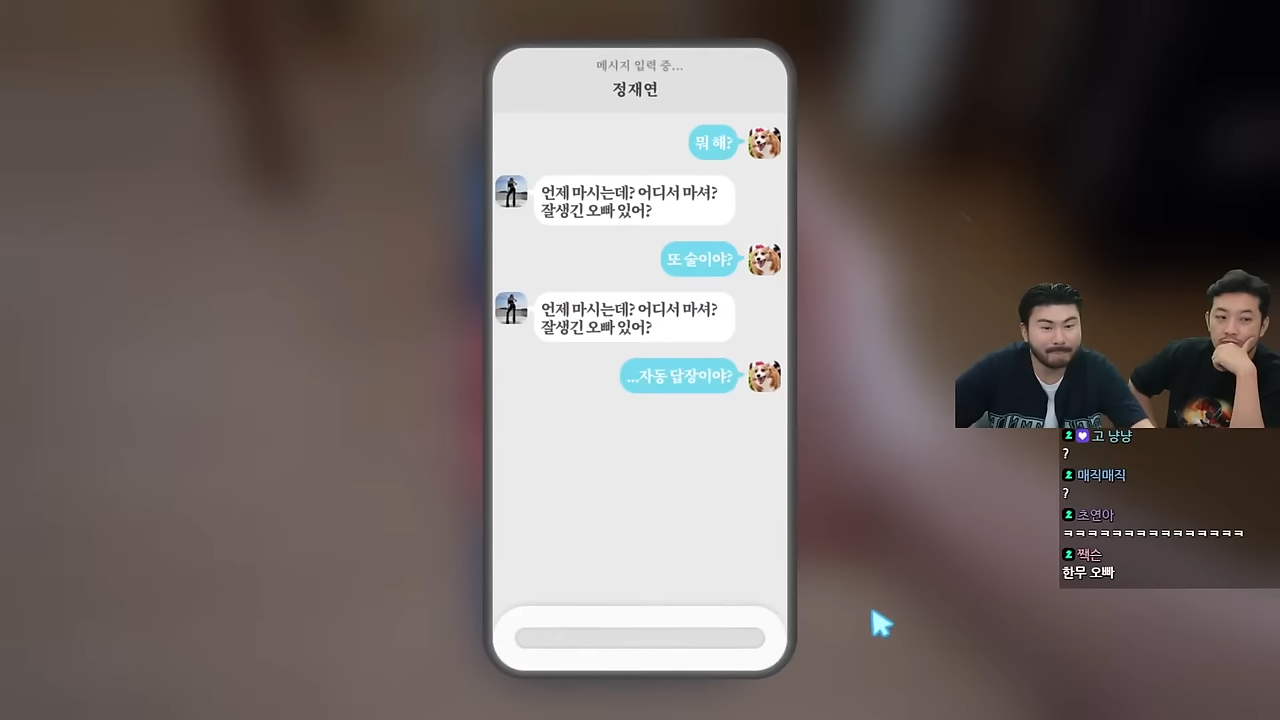 메시지 입력 중...
정재연
뭐 해?
언제 마시는데? 어디서 마셔?
잘생긴 오빠 있어?
또 술이야?
언제 마시는데? 어디서 마셔?
잘생긴 오빠 있어?
...자동 답장이야?
고 냥냥
?
매직매직
?
초연아
ㅋㅋㅋㅋㅋㅋㅋㅋㅋㅋㅋㅋㅋㅋㅋ
짹슨
한무 오빠